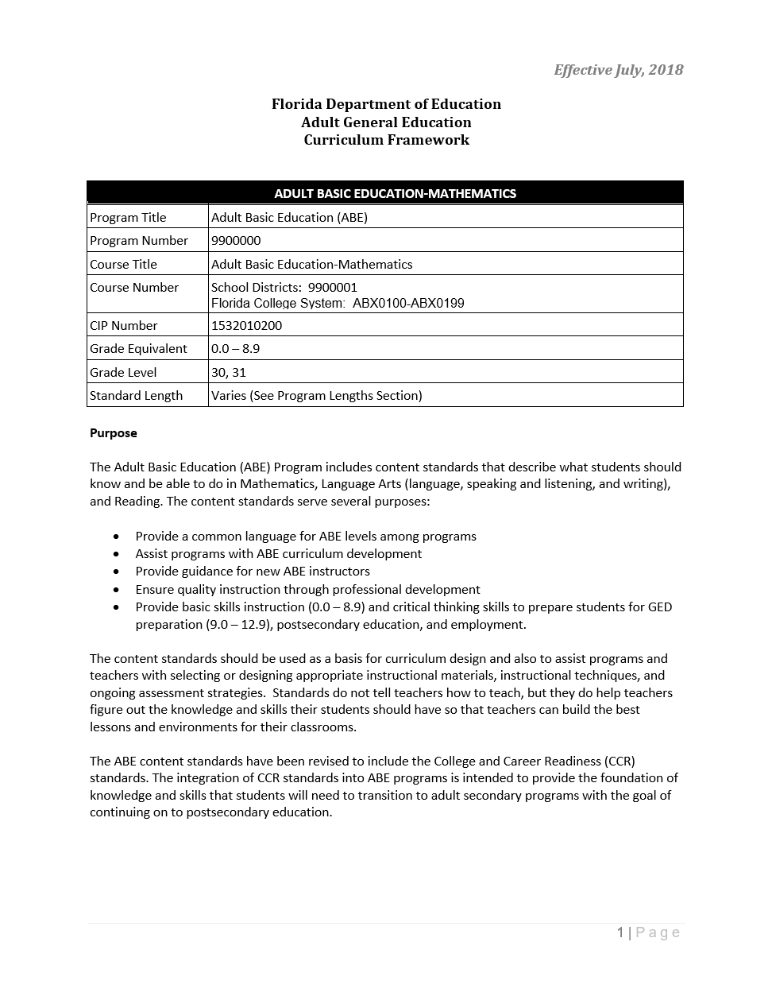 Effective July, 2018
Florida Department of Education
Adult General Education
Curriculum Framework
ADULT BASIC EDUCATION-MATHEMATICS
Program Title Adult Basic Education (ABE)
Program Number 9900000
Course Title Adult Basic Education-Mathematics
Course Number School Districts:  9900001
Florida College System:  ABX0100-ABX0199
CIP Number 1532010200
Grade Equivalent 0.0 – 8.9
Grade Level 30, 31
Standard Length Varies (See Program Lengths Section)
Purpose
The Adult Basic Education (ABE) Program includes content standards that describe what students should
know and be able to do in Mathematics, Language Arts (language, speaking and listening, and writing),
and Reading. The content standards serve several purposes:
• Provide a common language for ABE levels among programs
• Assist programs with ABE curriculum development
• Provide guidance for new ABE instructors
• Ensure quality instruction through professional development
• Provide basic skills instruction (0.0 – 8.9) and critical thinking skills to prepare students for GED
preparation (9.0 – 12.9), postsecondary education, and employment.
The content standards should be used as a basis for curriculum design and also to assist programs and
teachers with selecting or designing appropriate instructional materials, instructional techniques, and
ongoing assessment strategies.  Standards do not tell teachers how to teach, but they do help teachers
figure out the knowledge and skills their students should have so that teachers can build the best
lessons and environments for their classrooms.
The ABE content standards have been revised to include the College and Career Readiness (CCR)
standards. The integration of CCR standards into ABE programs is intended to provide the foundation of
knowledge and skills that students will need to transition to adult secondary programs with the goal of
continuing on to postsecondary education.
1 | Page